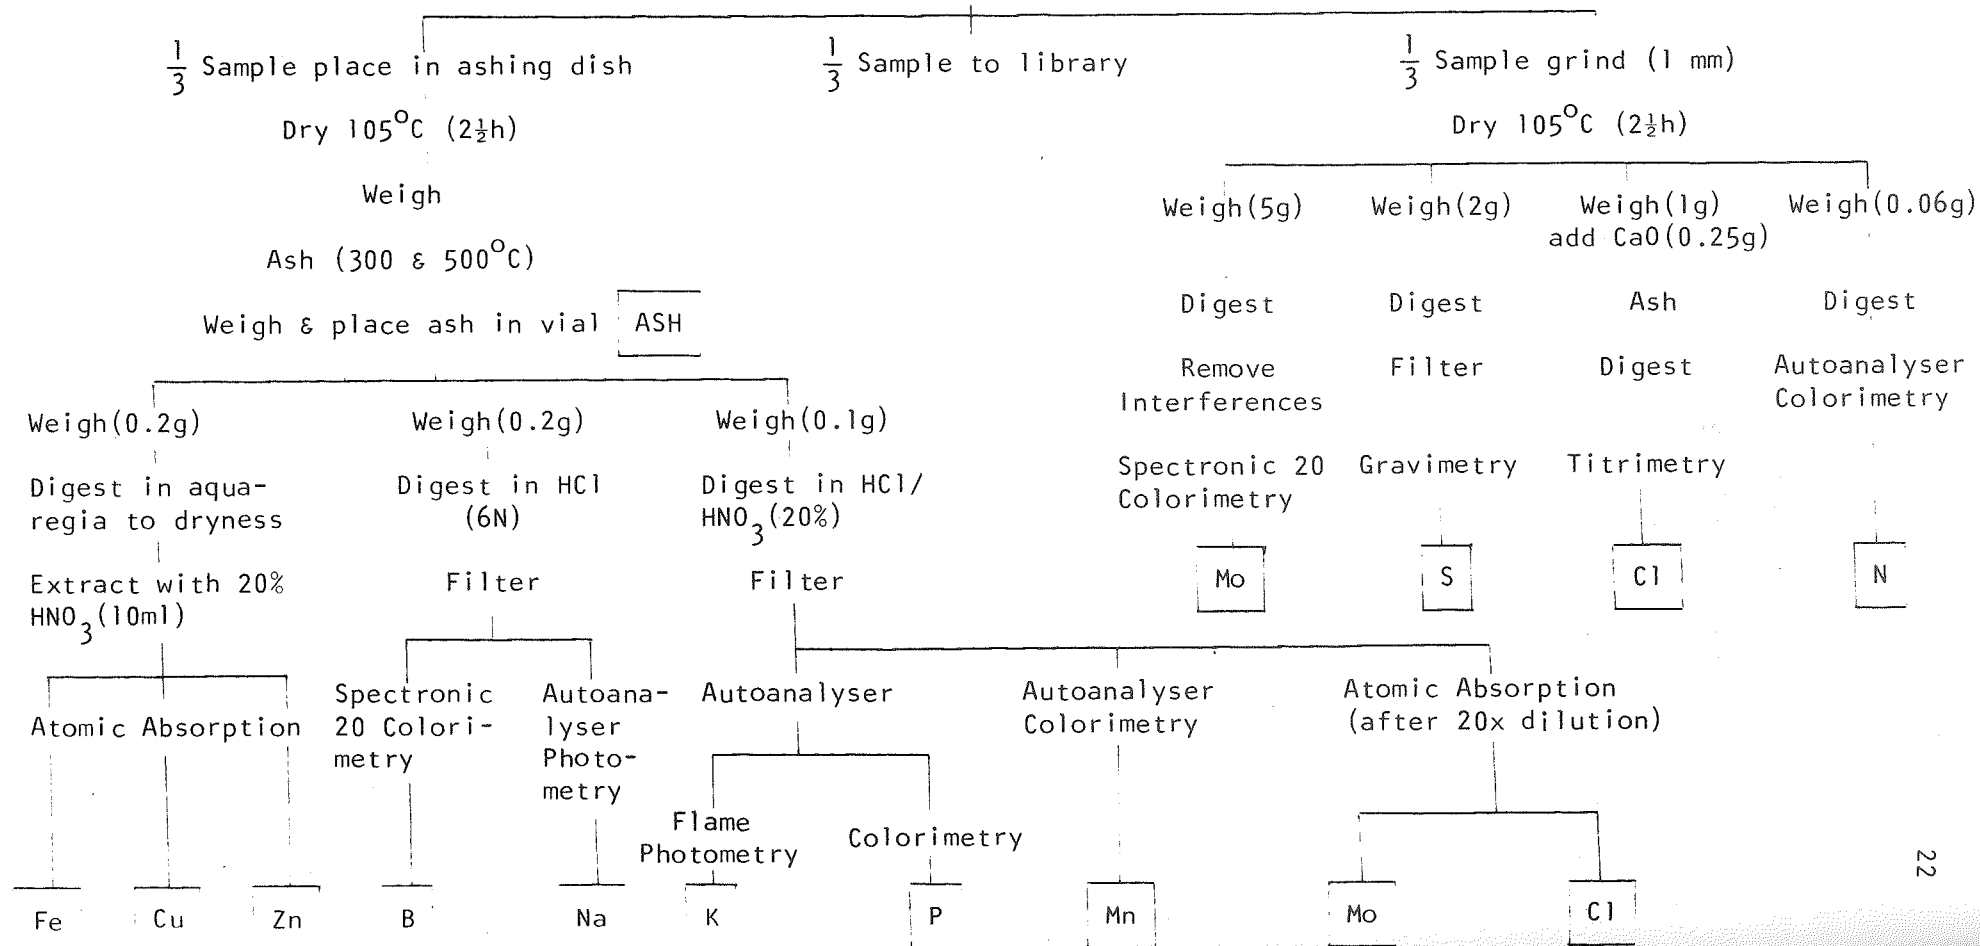 1/3 Sample place in ashing dish
Dry 105°C (2½h)
Weigh
Ash (300 & 500°C)
Weigh & place ash in vial ASH
1/3 Sample to library
1/3 Sample grind (1 mm)
Dry 105°C (2½h)
Weigh(5g)
Digest
Remove
Interferences
Spectronic 20
Colorimetry
Mo
Weigh(2g)
Digest
Filter
Gravimetry
S
Weigh(1g)
add CaO(0.25g)
Ash
Digest
Titrimetry
Cl
Weigh(0.06g)
Digest
Autoanalyser
Colorimetry
N
Weigh(0.2g)
Digest in aqua-
regia to dryness
Extract with 20%
HNO3(10ml)
Atomic Absorption
Fe
Cu
Zn
Weigh(0.2g)
Digest in HCl
(6N)
Filter
Spectronic
20 Colori-
metry
B
Autoana-
lyser
Photo-
metry
Na
Weigh(0.1g)
Digest in HCl/
HNO3(20%)
Filter
Autoanalyser
Flame
Photometry
K
Colorimetry
P
Autoanalyser
Colorimetry
Mn
Atomic Absorption
(after 20x dilution)
Mo
Cl
22